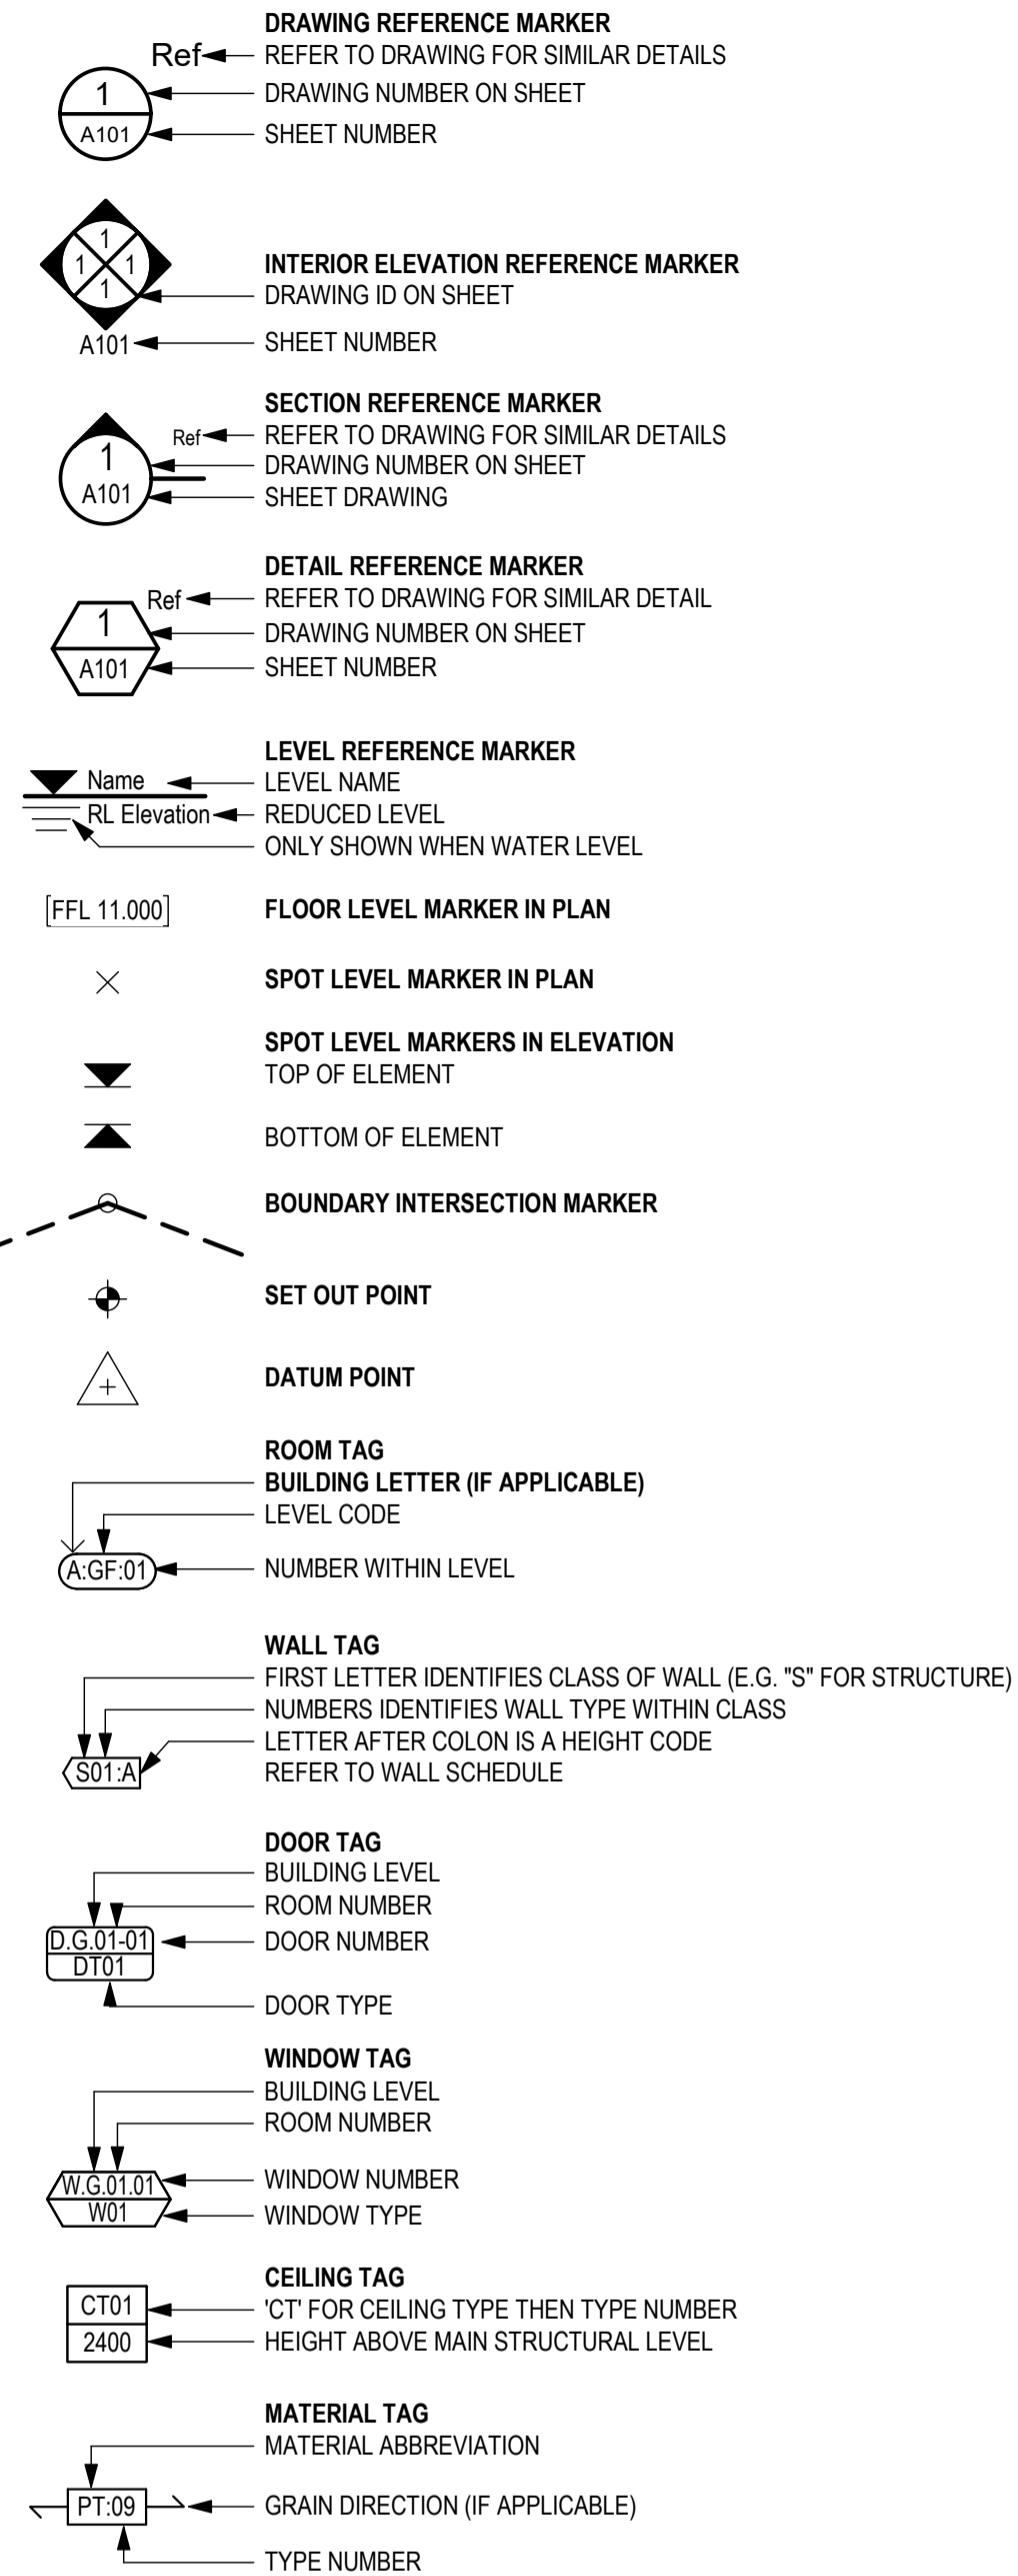 DRAWING REFERENCE MARKER
Ref REFER TO DRAWING FOR SIMILAR DETAILS
1 DRAWING NUMBER ON SHEET
A101 SHEET NUMBER
1
1 1 INTERIOR ELEVATION REFERENCE MARKER
1 DRAWING ID ON SHEET
A101 SHEET NUMBER
SECTION REFERENCE MARKER
Ref REFER TO DRAWING FOR SIMILAR DETAILS
1 DRAWING NUMBER ON SHEET
A101 SHEET DRAWING
DETAIL REFERENCE MARKER
Ref REFER TO DRAWING FOR SIMILAR DETAIL
1 DRAWING NUMBER ON SHEET
A101 SHEET NUMBER
LEVEL REFERENCE MARKER
Name LEVEL NAME
RL Elevation REDUCED LEVEL
ONLY SHOWN WHEN WATER LEVEL
[FFL 11.000] FLOOR LEVEL MARKER IN PLAN
SPOT LEVEL MARKER IN PLAN
SPOT LEVEL MARKERS IN ELEVATION
TOP OF ELEMENT
BOTTOM OF ELEMENT
BOUNDARY INTERSECTION MARKER
SET OUT POINT
DATUM POINT
ROOM TAG
BUILDING LETTER (IF APPLICABLE)
LEVEL CODE
A:GF:01 NUMBER WITHIN LEVEL
WALL TAG
FIRST LETTER IDENTIFIES CLASS OF WALL (E.G. "S" FOR STRUCTURE)
NUMBERS IDENTIFIES WALL TYPE WITHIN CLASS
LETTER AFTER COLON IS A HEIGHT CODE
S01:A REFER TO WALL SCHEDULE
DOOR TAG
BUILDING LEVEL
ROOM NUMBER
D.G.01-01 DOOR NUMBER
DT01
DOOR TYPE
WINDOW TAG
BUILDING LEVEL
ROOM NUMBER
W.G.01.01 WINDOW NUMBER
W01 WINDOW TYPE
CEILING TAG
CT01 'CT' FOR CEILING TYPE THEN TYPE NUMBER
2400 HEIGHT ABOVE MAIN STRUCTURAL LEVEL
MATERIAL TAG
MATERIAL ABBREVIATION
PT:09 GRAIN DIRECTION (IF APPLICABLE)
TYPE NUMBER